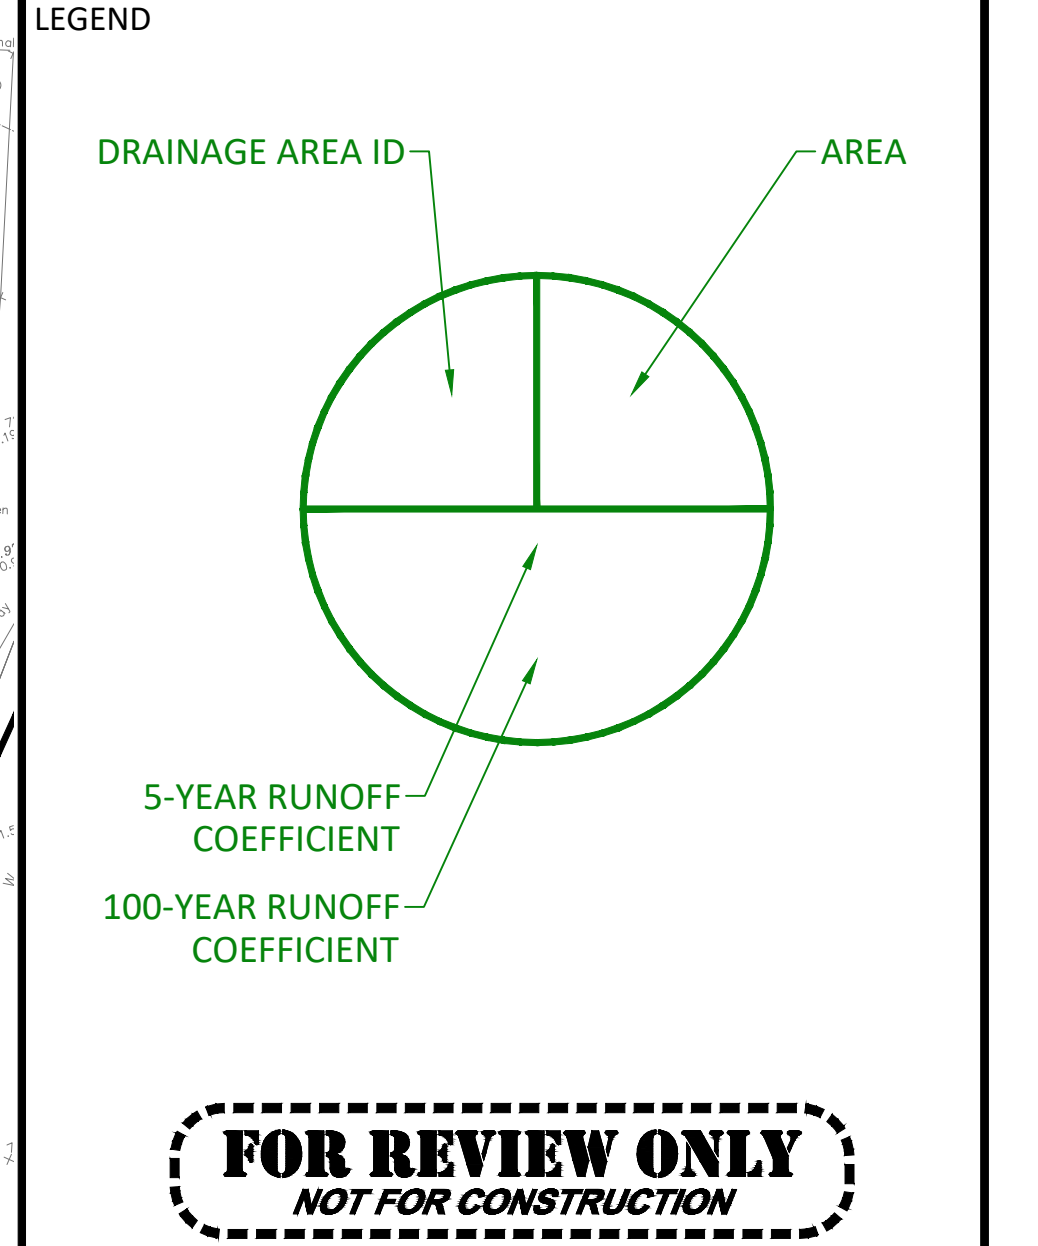 LEGEND
DRAINAGE AREA ID
AREA
5-YEAR RUNOFF
COEFFICIENT
100-YEAR RUNOFF
COEFFICIENT
FOR REVIEW ONLY
NOT FOR CONSTRUCTION